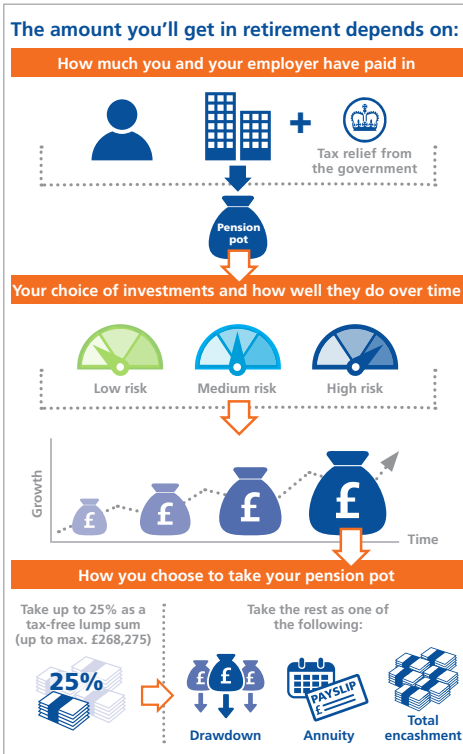 The amount you'll get in retirement depends on:
How much you and your employer have paid in
+
Tax relief from
the government
Pension
pot
Your choice of investments and how well they do over time
Low risk
Medium risk
High risk
Growth
£
£
£
£
Time
How you choose to take your pension pot
Take up to 25% as a
tax-free lump sum
(up to max. £268,275)
Take the rest as one of
the following:
25%
£ £ £
PAYSLIP
£
Drawdown
Annuity
Total
encashment